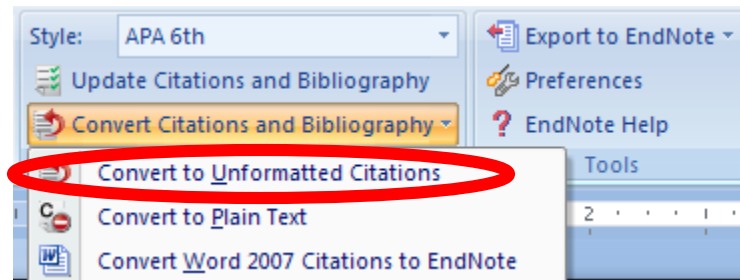 Style: APA 6th
Update Citations and Bibliography
Convert Citations and Bibliography
Convert to Unformatted Citations
Convert to Plain Text
Convert Word 2007 Citations to EndNote
Export to EndNote
Preferences
EndNote Help
Tools
2